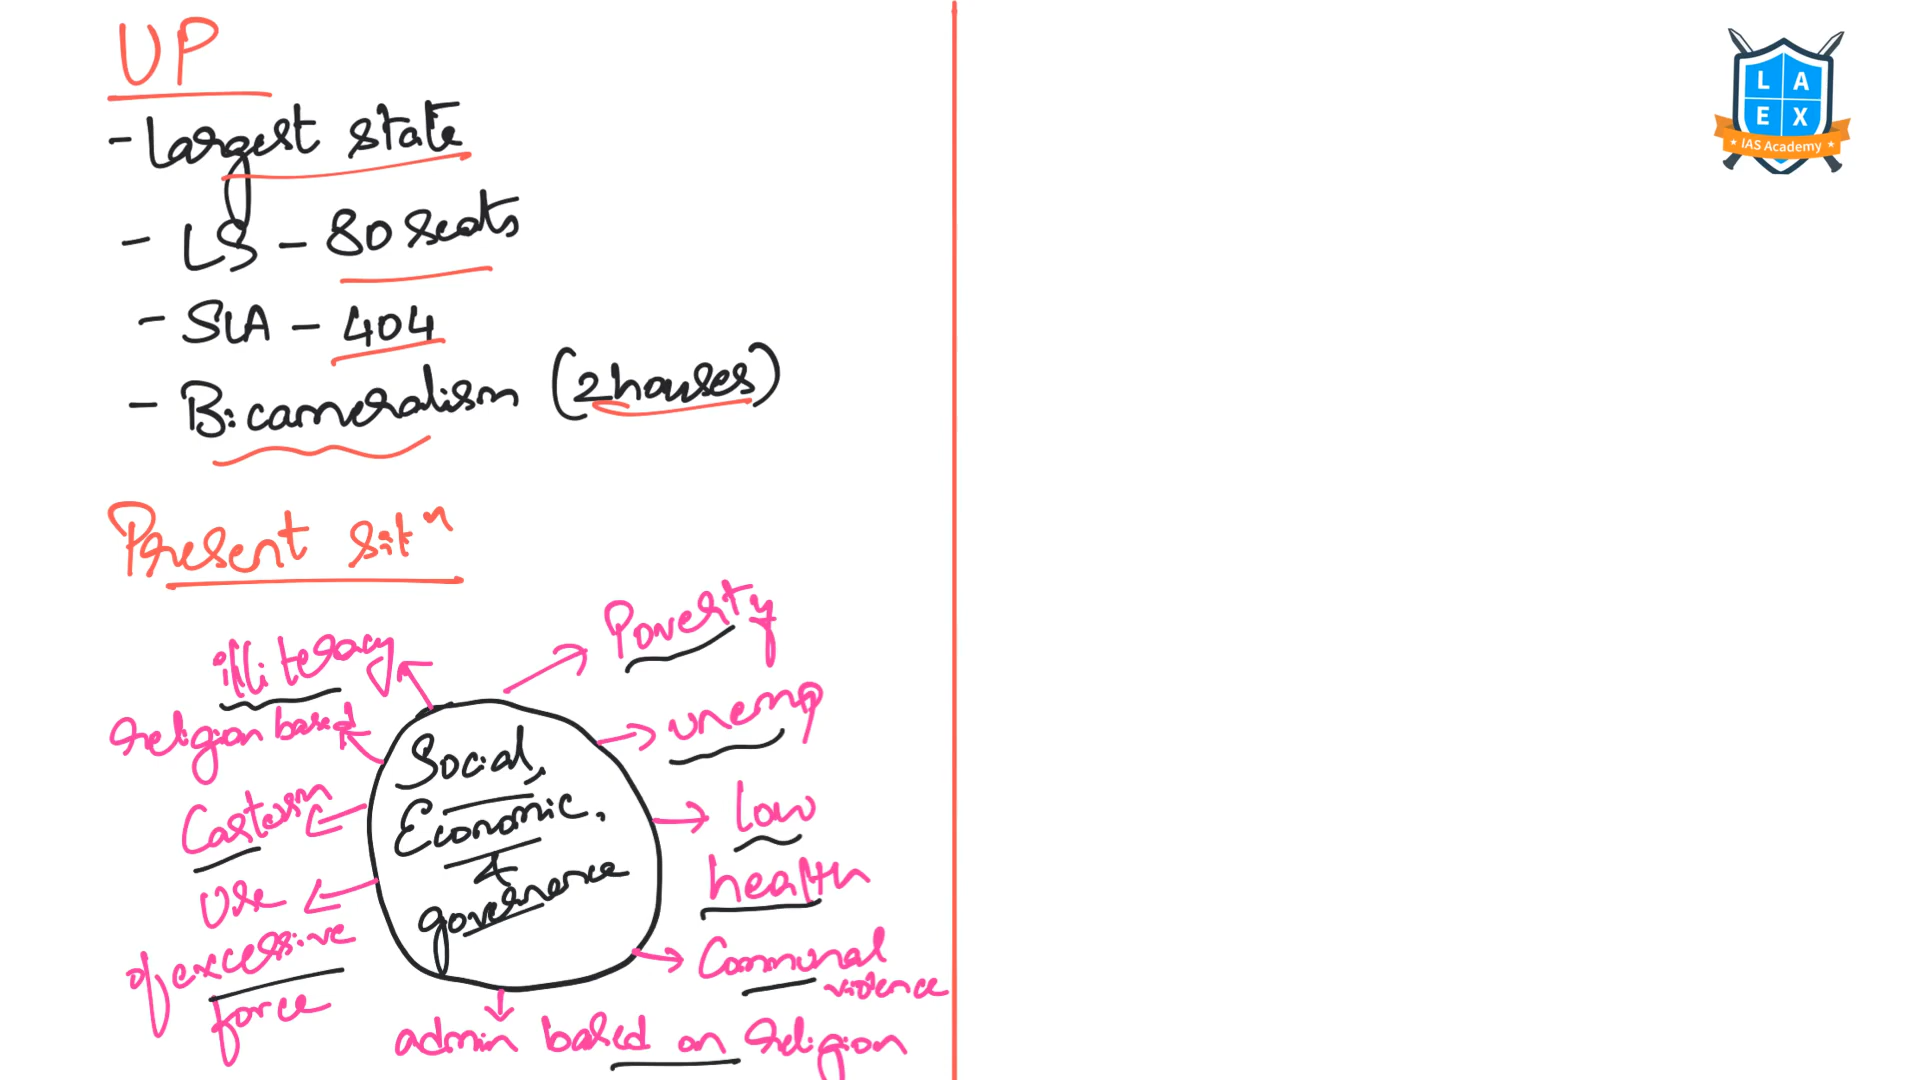 UP
- Largest state
- LS - 80 seats
- SLA - 404
- Bicameralism (2 houses)
Present sitn
illiteracy
religion based
Casteism
Use
of excessive
force
Social,
Economic,
&
governance
Poverty
unemp
low
health
Communal
violence
admin based on religion
L A
E X
IAS Academy